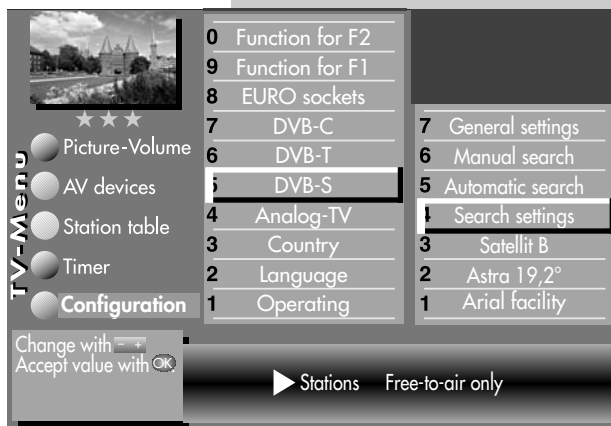 TV-Menu
Picture-Volume
AV devices
Station table
Timer
Configuration
0 Function for F2
9 Function for F1
8 EURO sockets
7 DVB-C
6 DVB-T
5 DVB-S
4 Analog-TV
3 Country
2 Language
1 Operating
7 General settings
6 Manual search
5 Automatic search
4 Search settings
3 Satellit B
2 Astra 19,2°
1 Arial facility
Change with - +
Accept value with OK.
Stations Free-to-air only